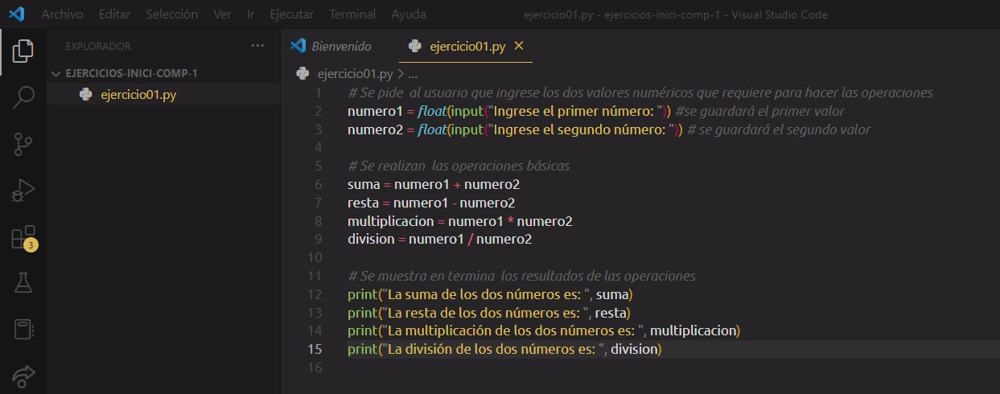 Archivo Editar Selección Ver Ir Ejecutar Terminal Ayuda ejercicio01.py - ejercicios-inici-comp-1 - Visual Studio Code
EXPLORADOR ...
EJERCICIOS-INICI-COMP-1
ejercicio01.py
3
Bienvenido ejercicio01.py
ejercicio01.py > ...
1 # Se pide  al usuario que ingrese los dos valores numéricos que requiere para hacer las operaciones
2 numero1 = float(input("Ingrese el primer número: ")) #se guardará el primer valor
3 numero2 = float(input("Ingrese el segundo número: ")) # se guardará el segundo valor
4
5 # Se realizan  las operaciones básicas
6 suma = numero1 + numero2
7 resta = numero1 - numero2
8 multiplicacion = numero1 * numero2
9 division = numero1 / numero2
10
11 # Se muestra en termina  los resultados de las operaciones
12 print("La suma de los dos números es: ", suma)
13 print("La resta de los dos números es: ", resta)
14 print("La multiplicación de los dos números es: ", multiplicacion)
15 print("La división de los dos números es: ", division)
16